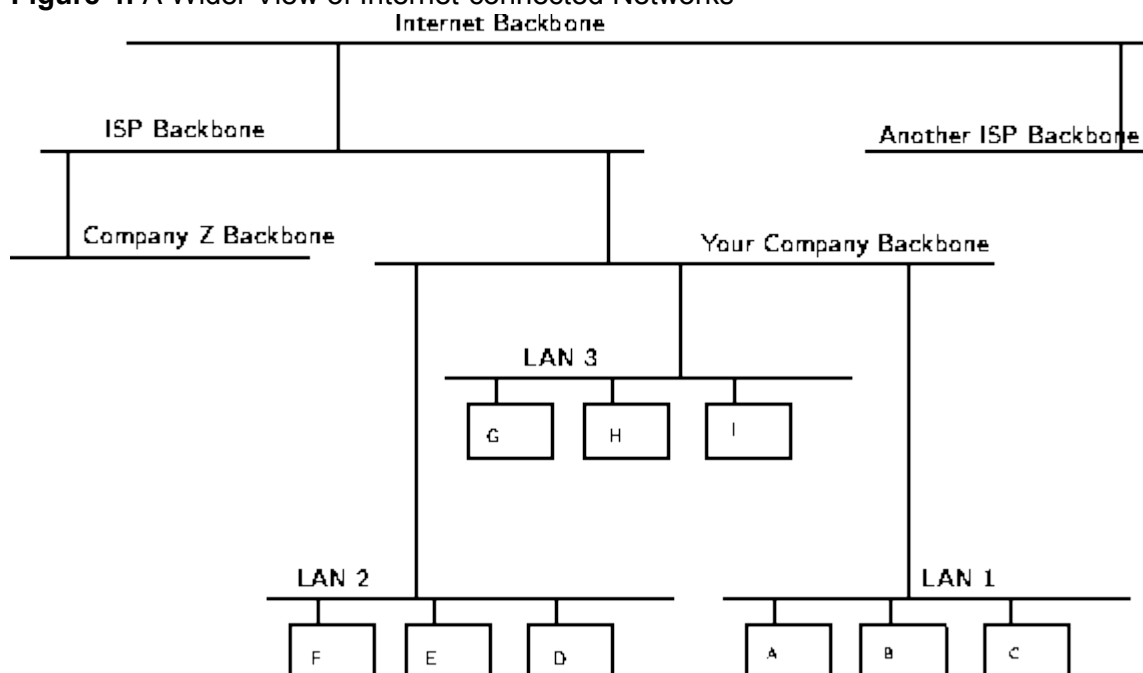 Figure 4. A Wider View of Internet-connected Networks
Internet Backbone
ISP Backbone
Another ISP Backbone
Company Z Backbone
Your Company Backbone
LAN 3
G
H
I
LAN 2
LAN 1
F
E
D
A
B
C